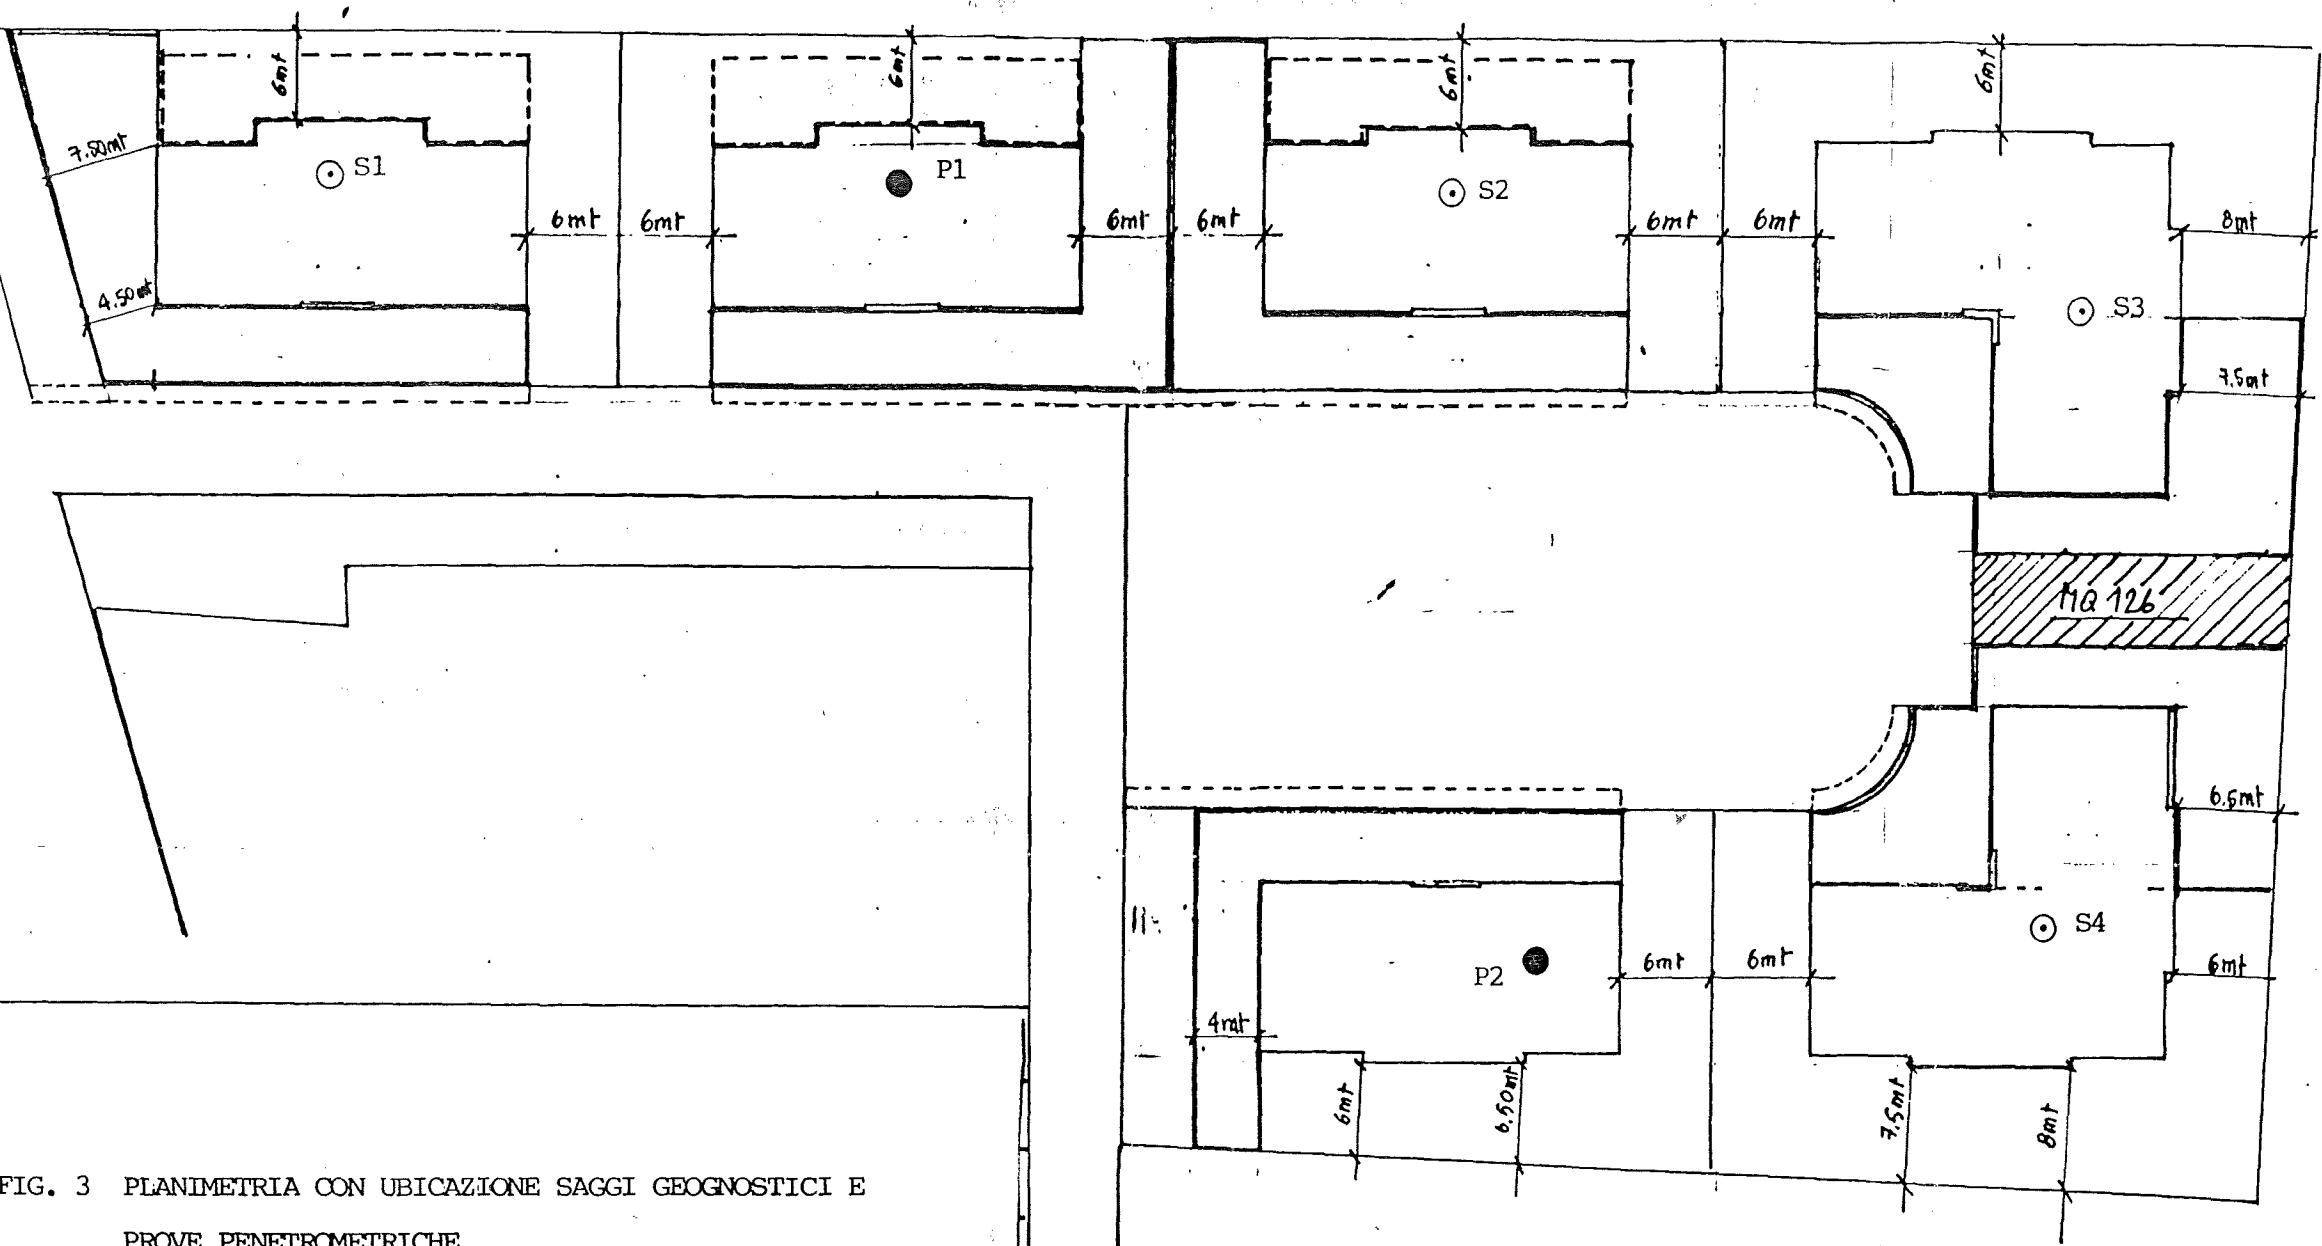 6mt
6mt
6mt
6mt
7.50mt
S1
P1
S2
6mt
6mt
6mt
6mt
6mt
6mt
8mt
4.50mt
S3
7.5mt
MQ 126
6.5mt
S4
P2
6mt
6mt
6mt
4mt
6mt
6.50mt
7.5mt
8mt
FIG. 3 PLANIMETRIA CON UBICAZIONE SAGGI GEOGNOSTICI E
PROVE PENETROMETRICHE